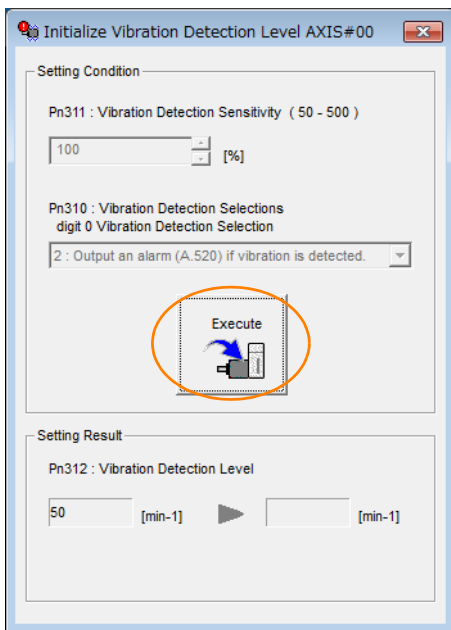 Initialize Vibration Detection Level AXIS#00
Setting Condition
Pn311 : Vibration Detection Sensitivity ( 50 - 500 )
100
[%]
Pn310 : Vibration Detection Selections
digit 0 Vibration Detection Selection
2 : Output an alarm (A.520) if vibration is detected.
Execute
Setting Result
Pn312 : Vibration Detection Level
50 [min-1] [min-1]